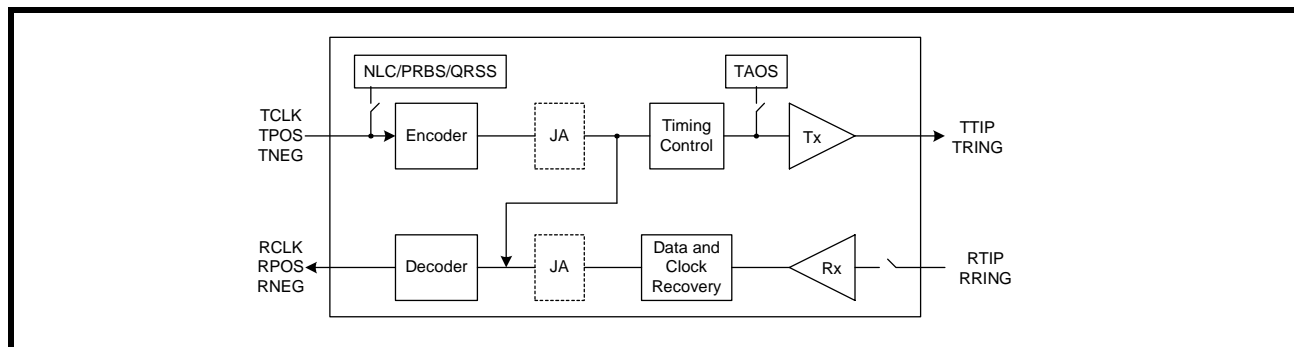 NLC/PRBS/QRSS
TAOS
TCLK
TPOS
TNEG
Encoder
JA
Timing
Control
Tx
TTIP
TRING
RCLK
RPOS
RNEG
Decoder
JA
Data and
Clock
Recovery
Rx
RTIP
RRING